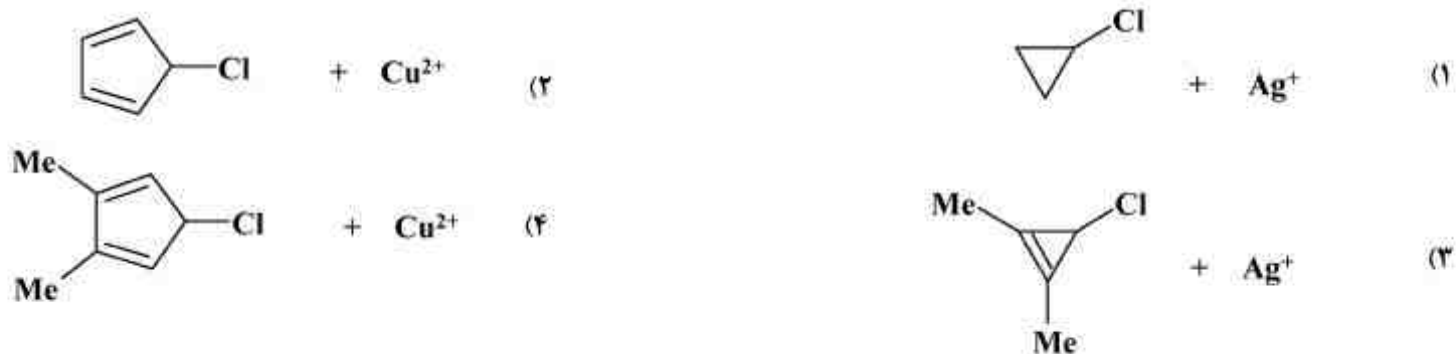 Cl
+ Ag⁺ (۱
Cl + Cu²⁺ (۲
Me Cl
+ Ag⁺ (۳
Me
Me
Cl + Cu²⁺ (۴
Me